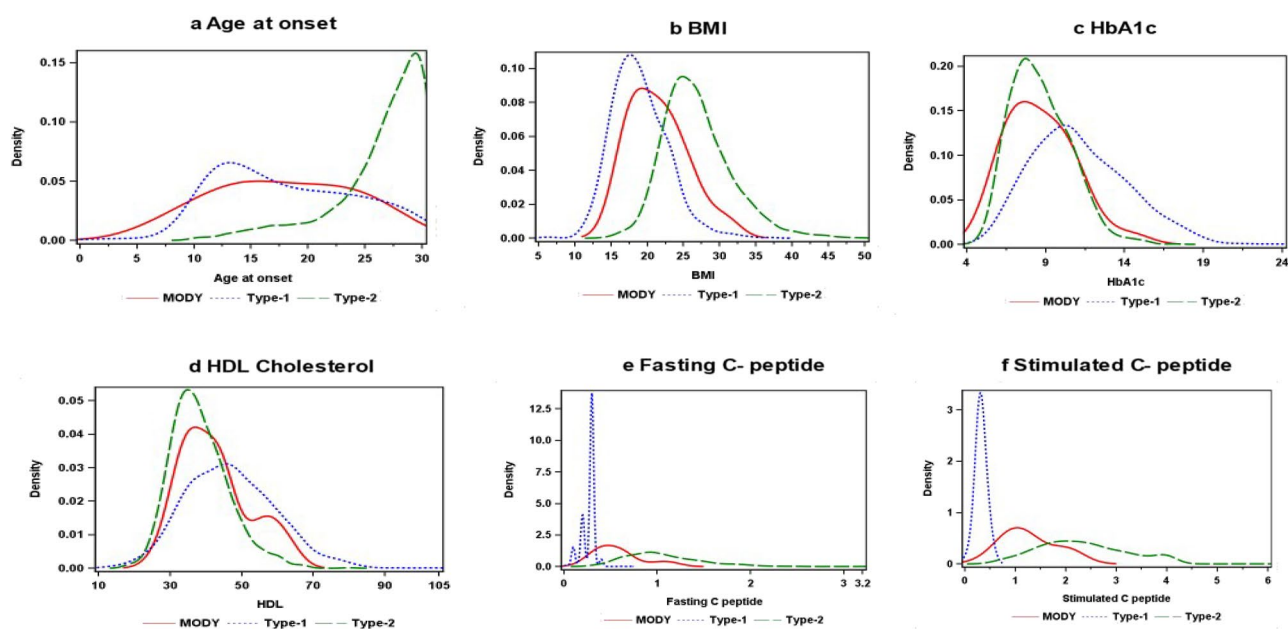 a Age at onset
0.15
0.10
0.05
0.00
Density
0 5 10 15 20 25 30
Age at onset
MODY Type-1 Type-2
b BMI
0.10
0.08
0.06
0.04
0.02
0.00
Density
5 10 15 20 25 30 35 40 45 50
BMI
MODY Type-1 Type-2
c HbA1c
0.20
0.15
0.10
0.05
0.00
Density
4 9 14 19 24
HbA1c
MODY Type-1 Type-2
d HDL Cholesterol
0.05
0.04
0.03
0.02
0.01
0.00
Density
10 30 50 70 90 105
HDL
MODY Type-1 Type-2
e Fasting C- peptide
12.5
10.0
7.5
5.0
2.5
0.0
Density
0 1 2 3 3.2
Fasting C peptide
MODY Type-1 Type-2
f Stimulated C- peptide
3
2
1
0
Density
0 1 2 3 4 5 6
Stimulated C peptide
MODY Type-1 Type-2